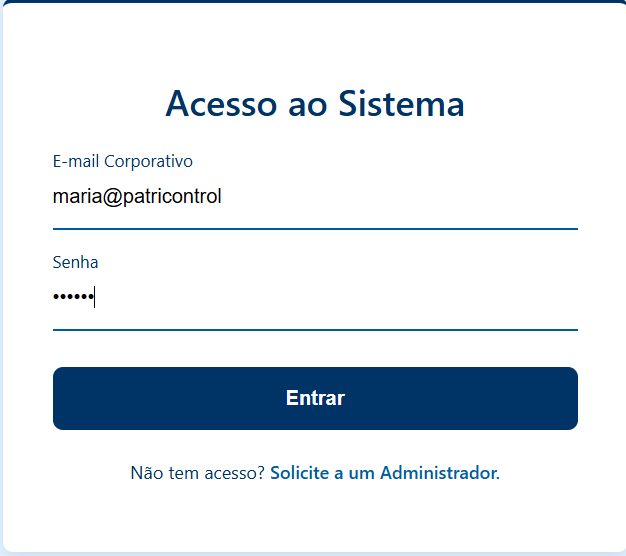 Acesso ao Sistema
E-mail Corporativo
maria@patricontrol
Senha
••••••
Entrar
Não tem acesso? Solicite a um Administrador.